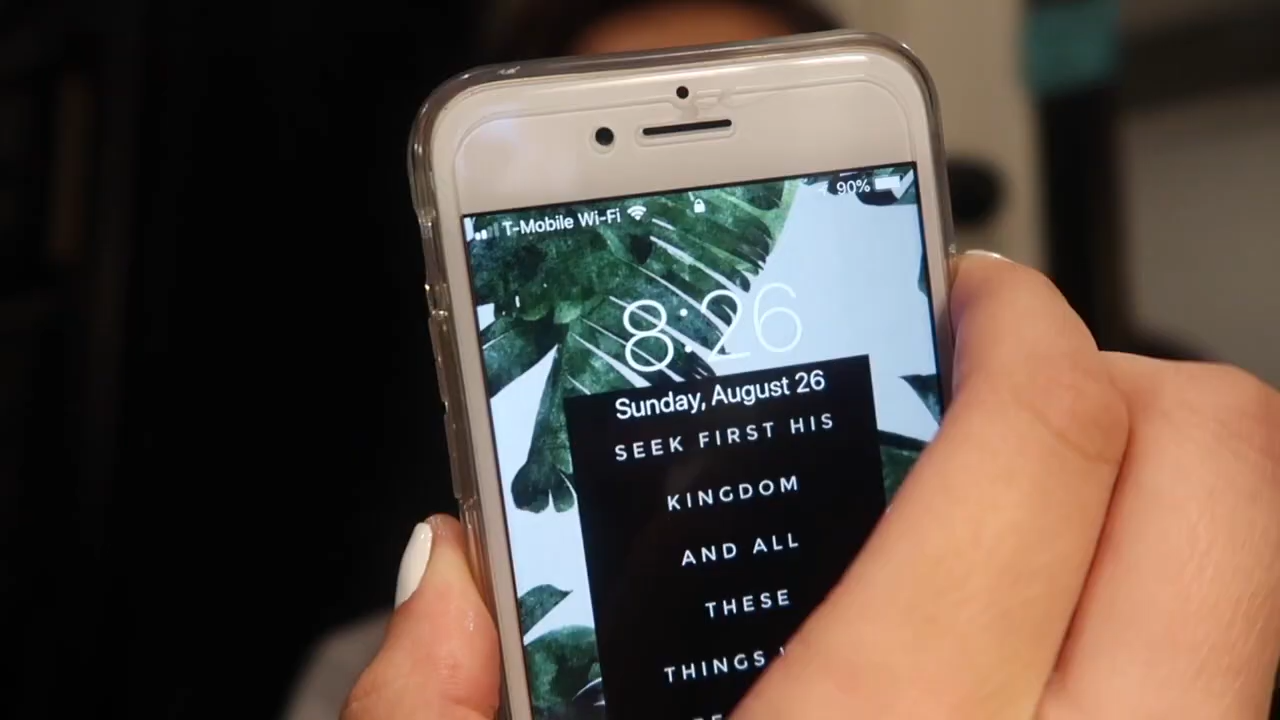 T-Mobile Wi-Fi 90%
8:26
Sunday, August 26
SEEK FIRST HIS
KINGDOM
AND ALL
THESE
THINGS